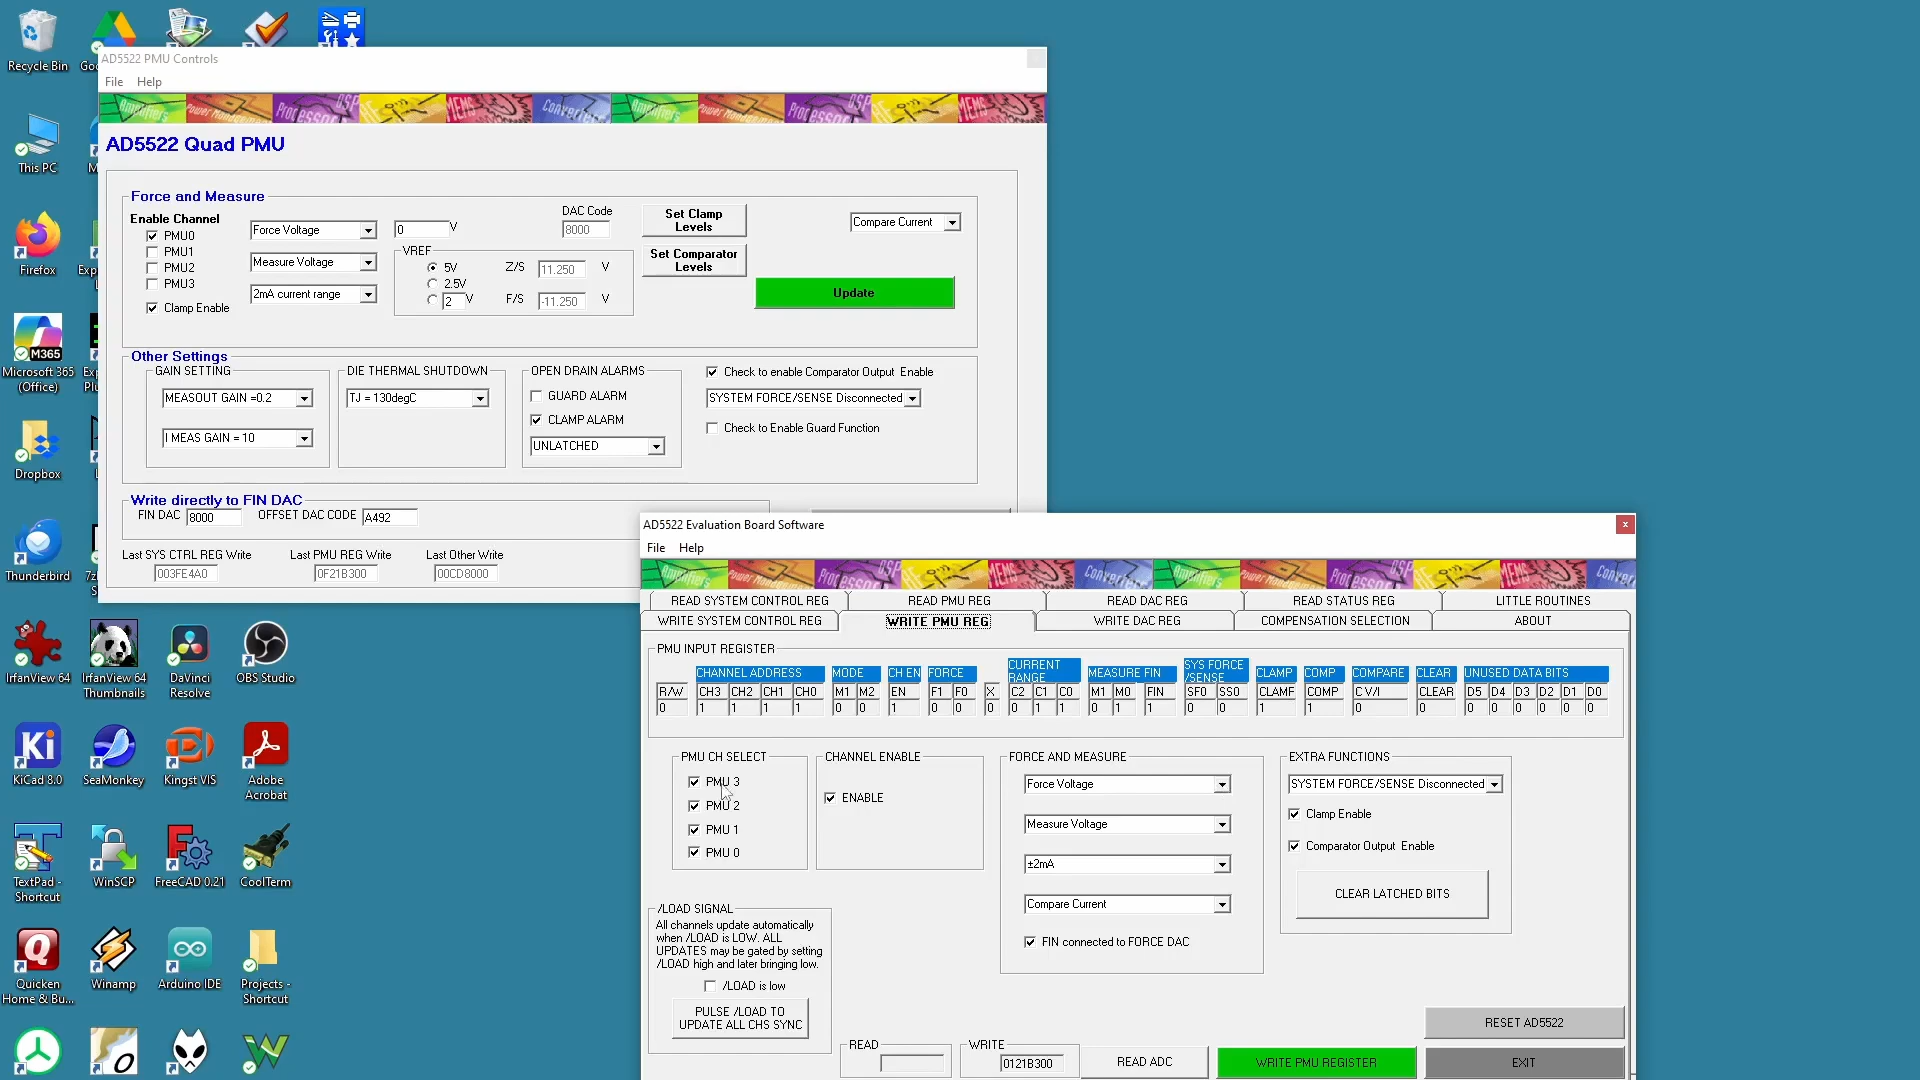 Recycle Bin
This PC
Firefox
Microsoft 365
(Office)
Dropbox
Thunderbird
IrfanView 64
IrfanView 64
Thumbnails
DaVinci
Resolve
OBS Studio
KiCad 8.0
SeaMonkey
Kingst VIS
Adobe
Acrobat
TextPad -
Shortcut
WinSCP
FreeCAD 0.21
CoolTerm
Quicken
Home & Bu...
Winamp
Arduino IDE
Projects -
Shortcut
AD5522 PMU Controls
File Help
AD5522 Quad PMU
Force and Measure
Enable Channel
PMU0
PMU1
PMU2
PMU3
Clamp Enable
Force Voltage
Measure Voltage
2mA current range
0 V
VREF
5V
2.5V
2 V
Z/S 11.250 V
F/S -11.250 V
DAC Code
8000
Set Clamp
Levels
Set Comparator
Levels
Compare Current
Update
Other Settings
GAIN SETTING
MEASOUT GAIN =0.2
I MEAS GAIN = 10
DIE THERMAL SHUTDOWN
TJ = 130degC
OPEN DRAIN ALARMS
GUARD ALARM
CLAMP ALARM
UNLATCHED
Check to enable Comparator Output Enable
SYSTEM FORCE/SENSE Disconnected
Check to Enable Guard Function
Write directly to FIN DAC
FIN DAC 8000 OFFSET DAC CODE A492
Last SYS CTRL REG Write Last PMU REG Write Last Other Write
003FE4A0 0F21B300 00CD8000
AD5522 Evaluation Board Software
File Help
READ SYSTEM CONTROL REG READ PMU REG READ DAC REG READ STATUS REG LITTLE ROUTINES
WRITE SYSTEM CONTROL REG WRITE PMU REG WRITE DAC REG COMPENSATION SELECTION ABOUT
PMU INPUT REGISTER
CHANNEL ADDRESS MODE CH EN FORCE CURRENT RANGE MEASURE FIN SYS FORCE /SENSE CLAMP COMP COMPARE CLEAR UNUSED DATA BITS
R/W CH3 CH2 CH1 CH0 M1 M2 EN F1 F0 X C2 C1 C0 M1 M0 FIN SF0 SS0 CLAMF COMP C V/I CLEAR D5 D4 D3 D2 D1 D0
0 1 1 1 1 0 0 1 0 0 0 0 1 1 0 1 1 0 0 1 1 0 0 0 0 0 0 0 0
PMU CH SELECT
PMU 3
PMU 2
PMU 1
PMU 0
CHANNEL ENABLE
ENABLE
FORCE AND MEASURE
Force Voltage
Measure Voltage
±2mA
Compare Current
FIN connected to FORCE DAC
EXTRA FUNCTIONS
SYSTEM FORCE/SENSE Disconnected
Clamp Enable
Comparator Output Enable
CLEAR LATCHED BITS
/LOAD SIGNAL
All channels update automatically
when /LOAD is LOW. ALL
UPDATES may be gated by setting
/LOAD high and later bringing low.
/LOAD is low
PULSE /LOAD TO
UPDATE ALL CHS SYNC
READ
WRITE
0121B300
READ ADC
WRITE PMU REGISTER
RESET AD5522
EXIT